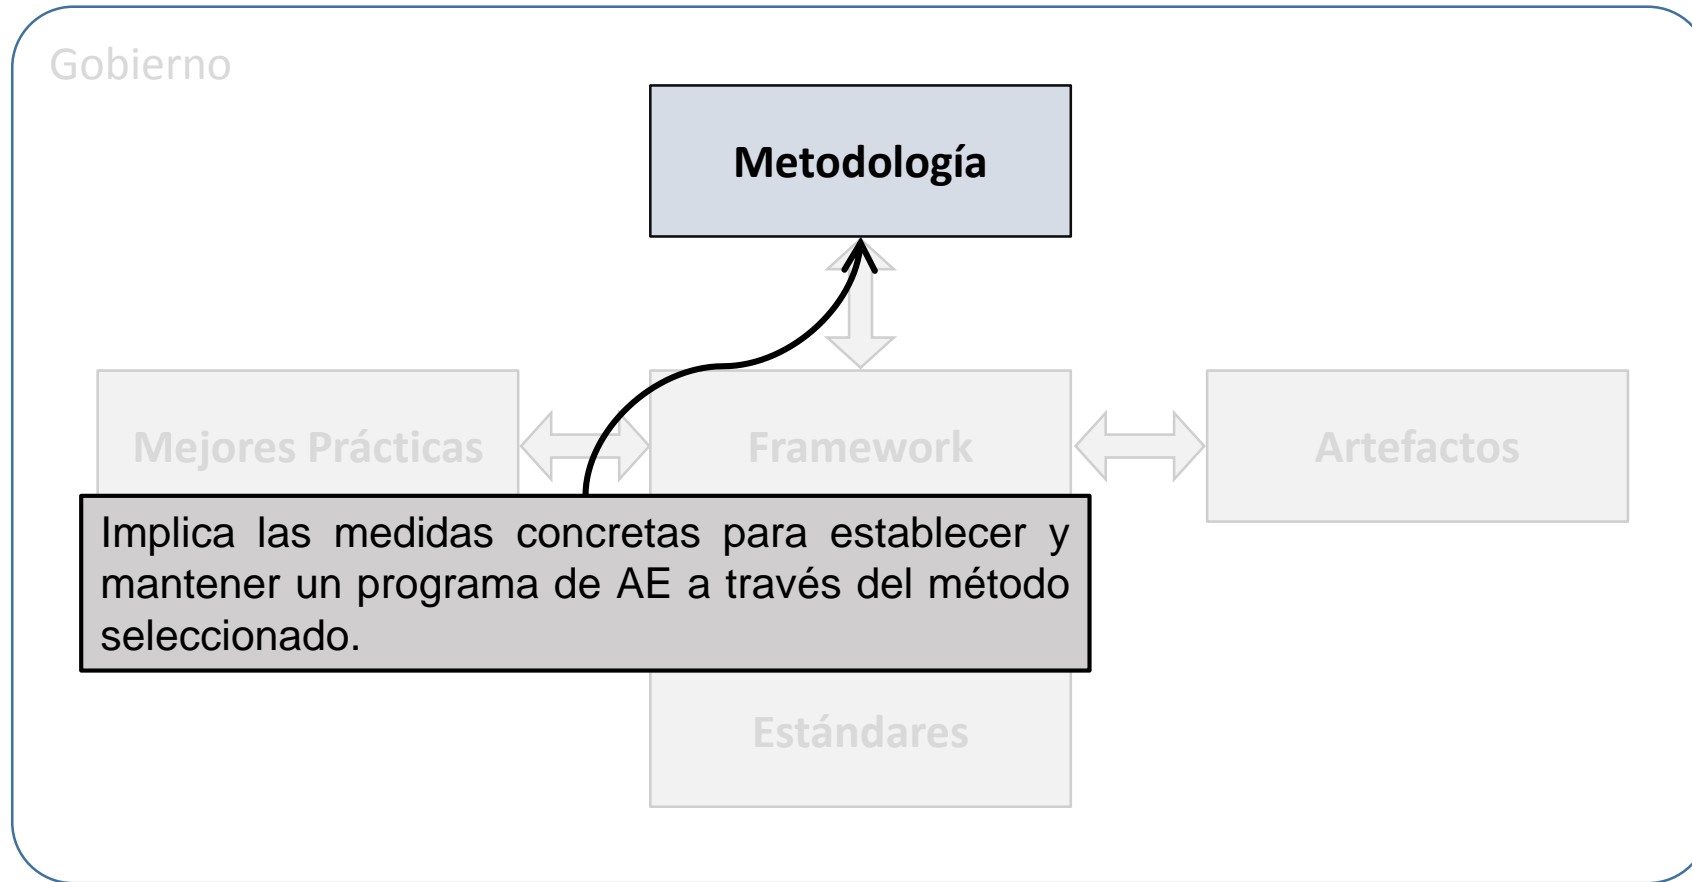 Gobierno
Metodología
Mejores Prácticas
Framework
Artefactos
Implica las medidas concretas para establecer y
mantener un programa de AE a través del método
seleccionado.
Estándares